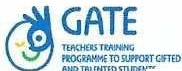 GATE
TEACHERS TRAINING
PROGRAMME TO SUPPORT GIFTED
AND TALENTED STUDENTS